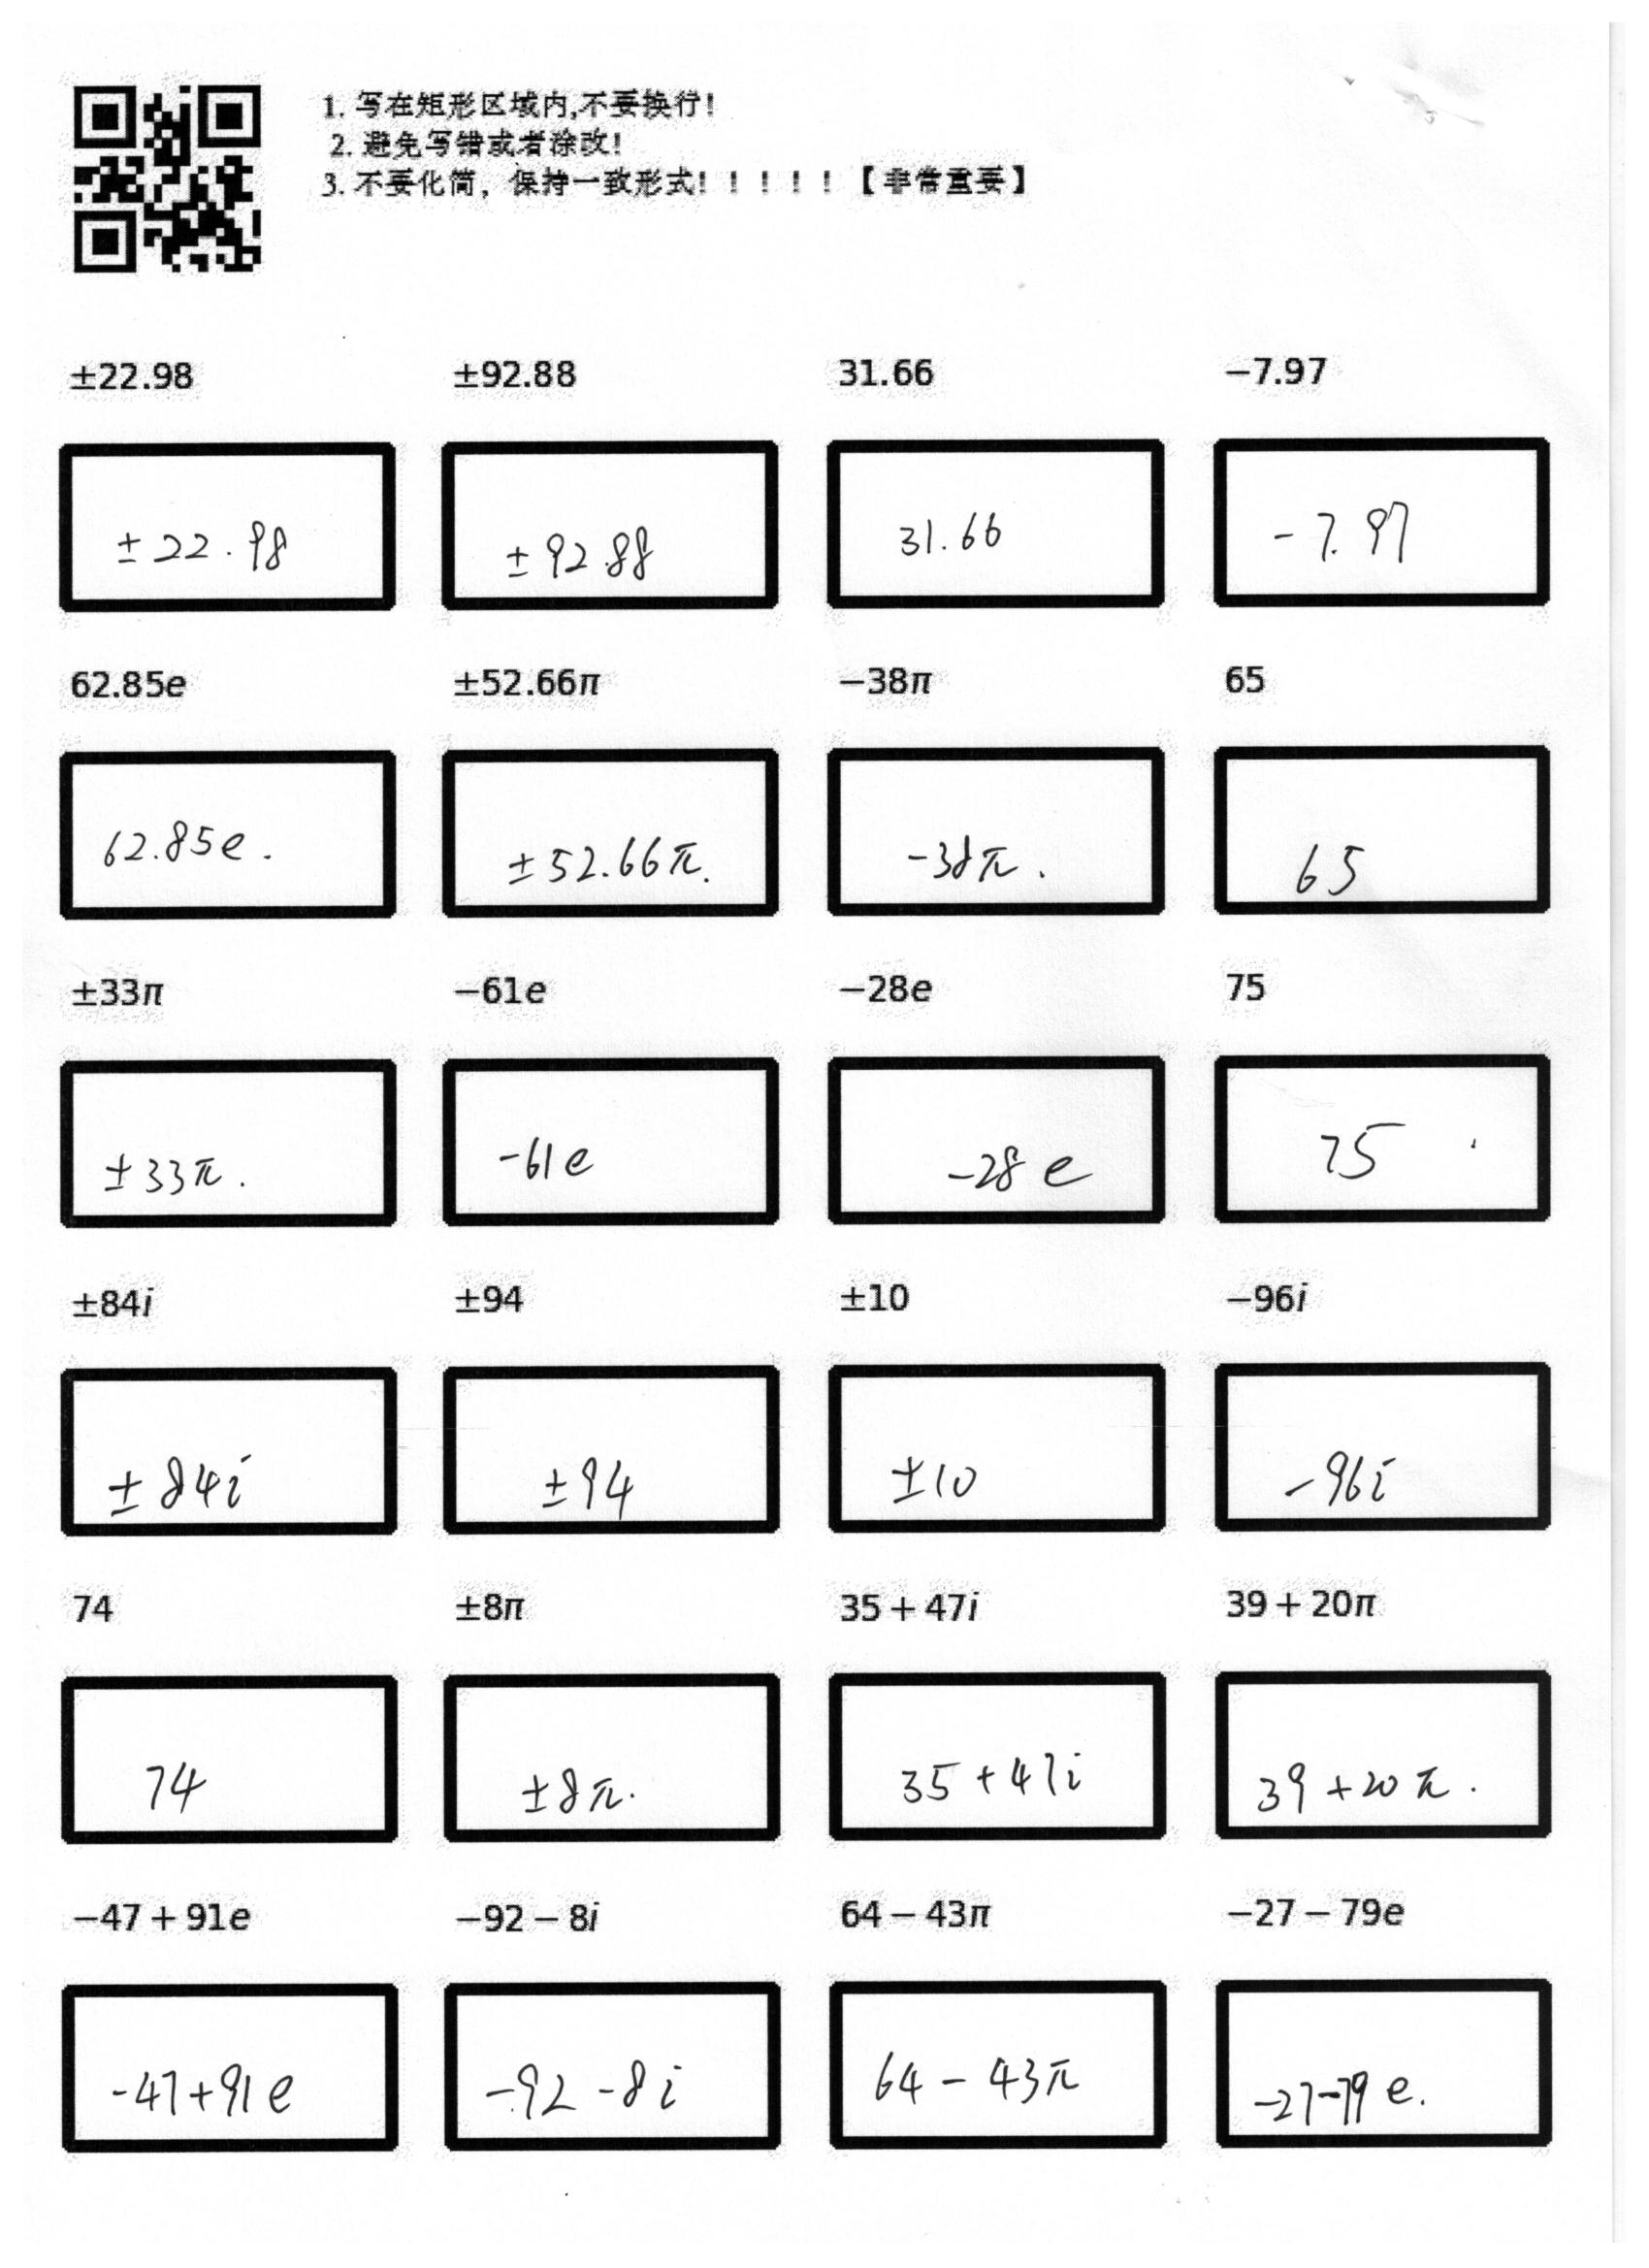 1. 写在矩形区域内,不要换行!
2. 避免写错或者涂改!
3. 不要化简，保持一致形式!！！！！【非常重要】
±22.98 ±92.88 31.66 −7.97
±22.98 ±92.88 31.66 -7.97
62.85e ±52.66π −38π 65
62.85e. ±52.66π. -38π. 65
±33π −61e −28e 75
±33π. -61e -28e 75
±84i ±94 ±10 −96i
±84i ±94 ±10 -96i
74 ±8π 35+47i 39+20π
74 ±8π. 35+47i 39+20π.
−47+91e −92−8i 64−43π −27−79e
-47+91e -92-8i 64-43π -27-79e.